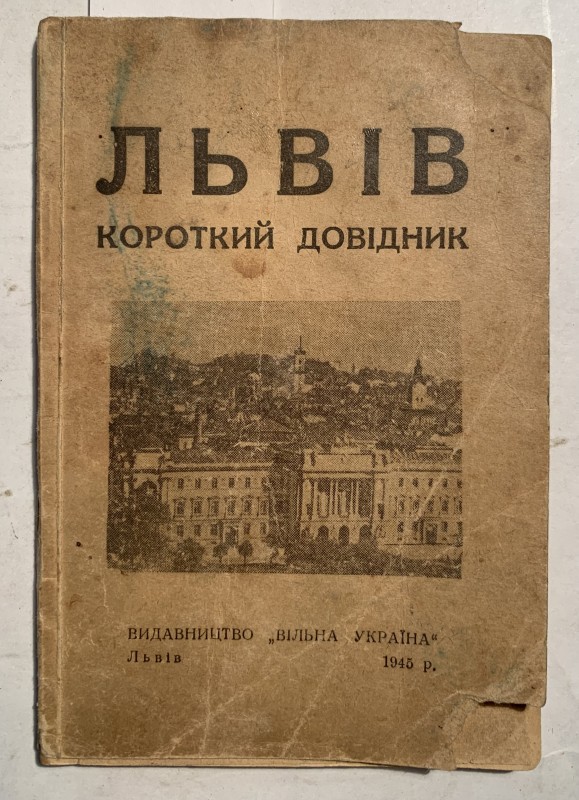 ЛЬВІВ
КОРОТКИЙ ДОВІДНИК
ВИДАВНИЦТВО „ВІЛЬНА УКРАЇНА“
Львів 1945 р.